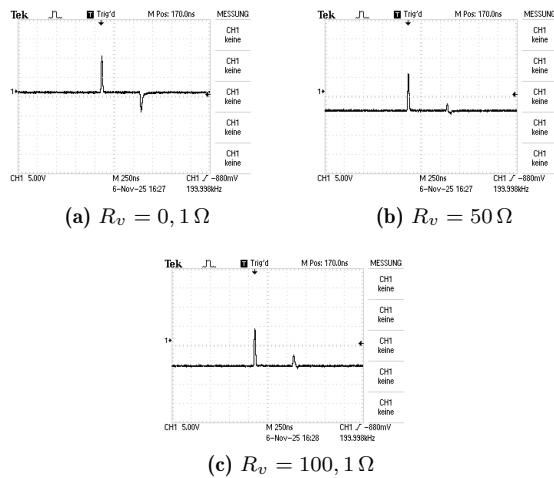 Tek Trig'd M Pos: 170.0ns MESSUNG
CH1
keine
CH1
keine
1 CH1
keine
CH1
keine
CH1
keine
CH1 5.00V M 250ns CH1 -880mV
6-Nov-25 16:27 199.998kHz
(a) R_v = 0, 1 Ω
Tek Trig'd M Pos: 170.0ns MESSUNG
CH1
keine
CH1
keine
1 CH1
keine
CH1
keine
CH1
keine
CH1 5.00V M 250ns CH1 -880mV
6-Nov-25 16:27 199.998kHz
(b) R_v = 50 Ω
Tek Trig'd M Pos: 170.0ns MESSUNG
CH1
keine
CH1
keine
1 CH1
keine
CH1
keine
CH1
keine
CH1 5.00V M 250ns CH1 -880mV
6-Nov-25 16:28 199.998kHz
(c) R_v = 100, 1 Ω